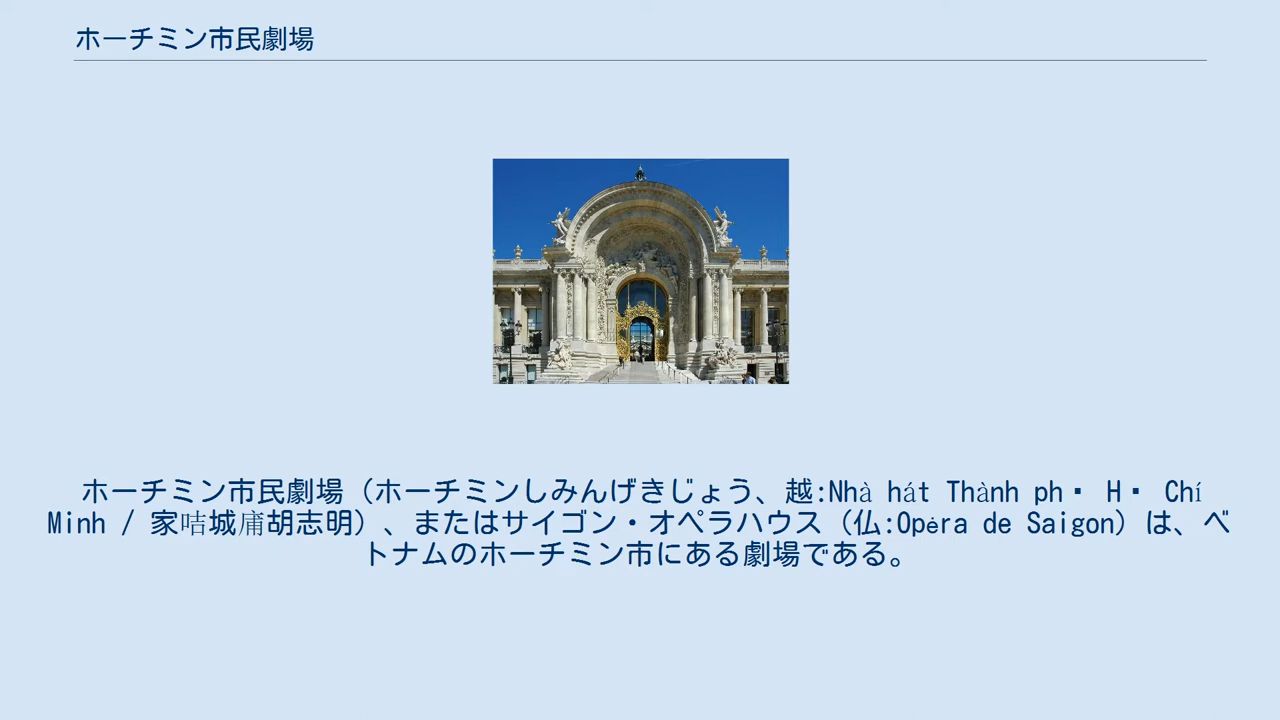 ホーチミン市民劇場
ホーチミン市民劇場（ホーチミンしみんげきじょう、越:Nhà hát Thành ph▪ H▪ Chí
Minh / 家咭城庯胡志明）、またはサイゴン・オペラハウス（仏:Opėra de Saigon）は、ベ
トナムのホーチミン市にある劇場である。